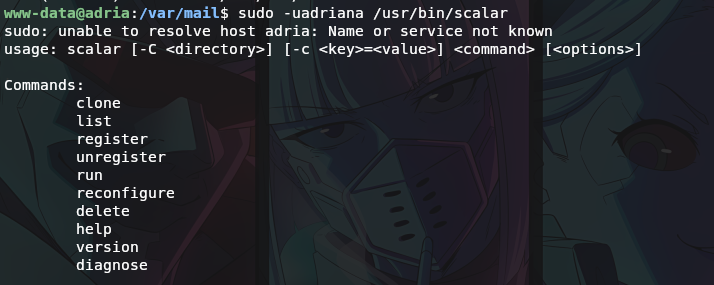 www-data@adria:/var/mail$ sudo -uadriana /usr/bin/scalar
sudo: unable to resolve host adria: Name or service not known
usage: scalar [-C <directory>] [-c <key>=<value>] <command> [<options>]
Commands:
clone
list
register
unregister
run
reconfigure
delete
help
version
diagnose